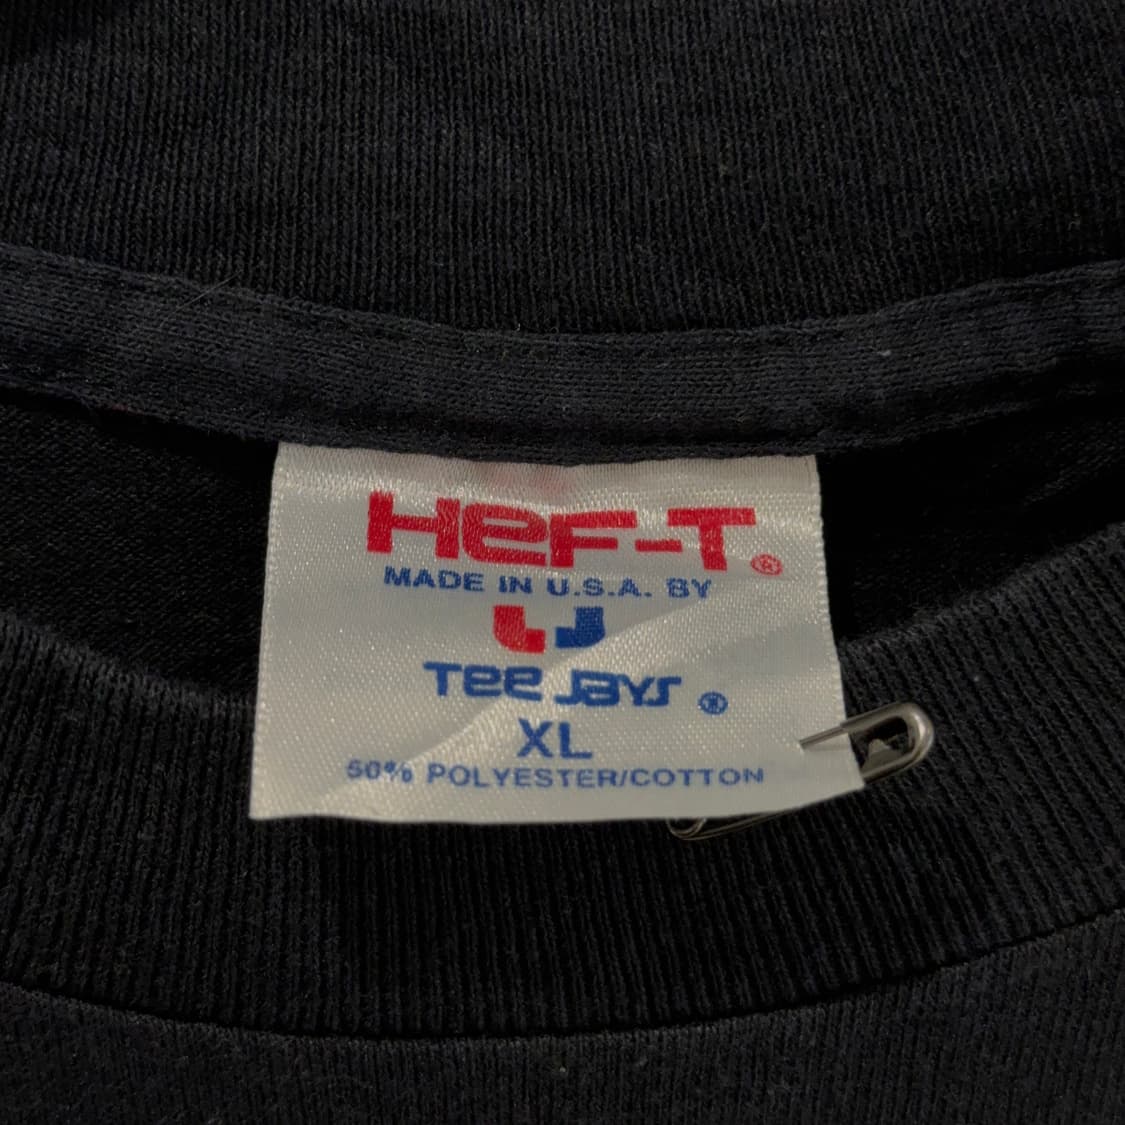 HeF-T®
MADE IN U.S.A. BY
Tee Jays ®
XL
50% POLYESTER/COTTON